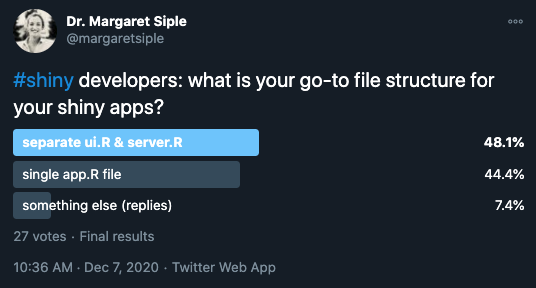 Dr. Margaret Siple
@margaretsiple
#shiny developers: what is your go-to file structure for
your shiny apps?
separate ui.R & server.R 48.1%
single app.R file 44.4%
something else (replies) 7.4%
27 votes · Final results
10:36 AM · Dec 7, 2020 · Twitter Web App